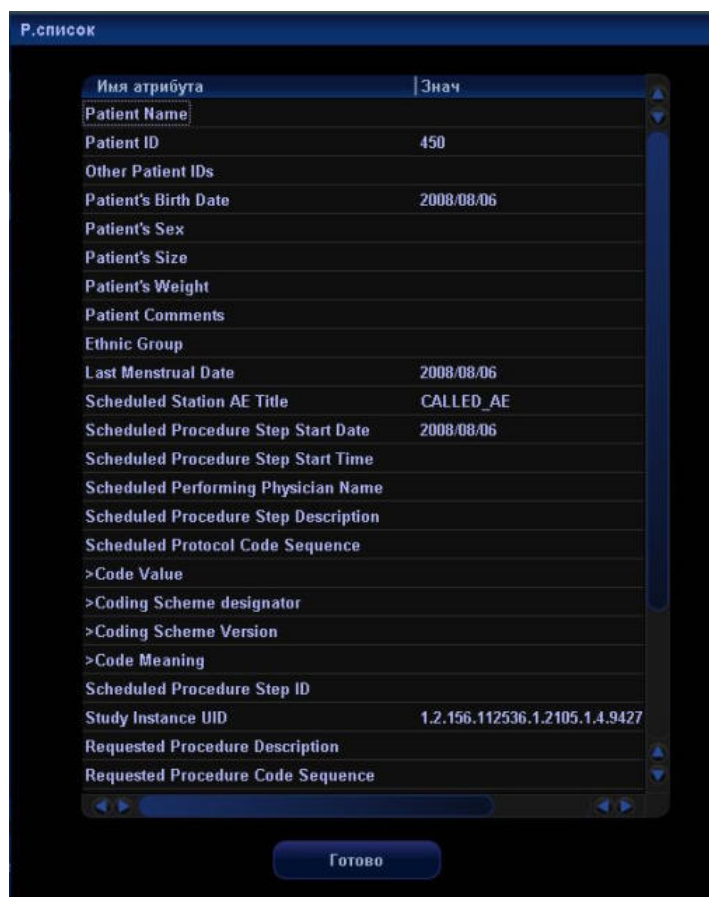 Р.список
Имя атрибута Знач
Patient Name
Patient ID 450
Other Patient IDs
Patient's Birth Date 2008/08/06
Patient's Sex
Patient's Size
Patient's Weight
Patient Comments
Ethnic Group
Last Menstrual Date 2008/08/06
Scheduled Station AE Title CALLED_AE
Scheduled Procedure Step Start Date 2008/08/06
Scheduled Procedure Step Start Time
Scheduled Performing Physician Name
Scheduled Procedure Step Description
Scheduled Protocol Code Sequence
>Code Value
>Coding Scheme designator
>Coding Scheme Version
>Code Meaning
Scheduled Procedure Step ID
Study Instance UID 1.2.156.112536.1.2105.1.4.9427
Requested Procedure Description
Requested Procedure Code Sequence
Готово